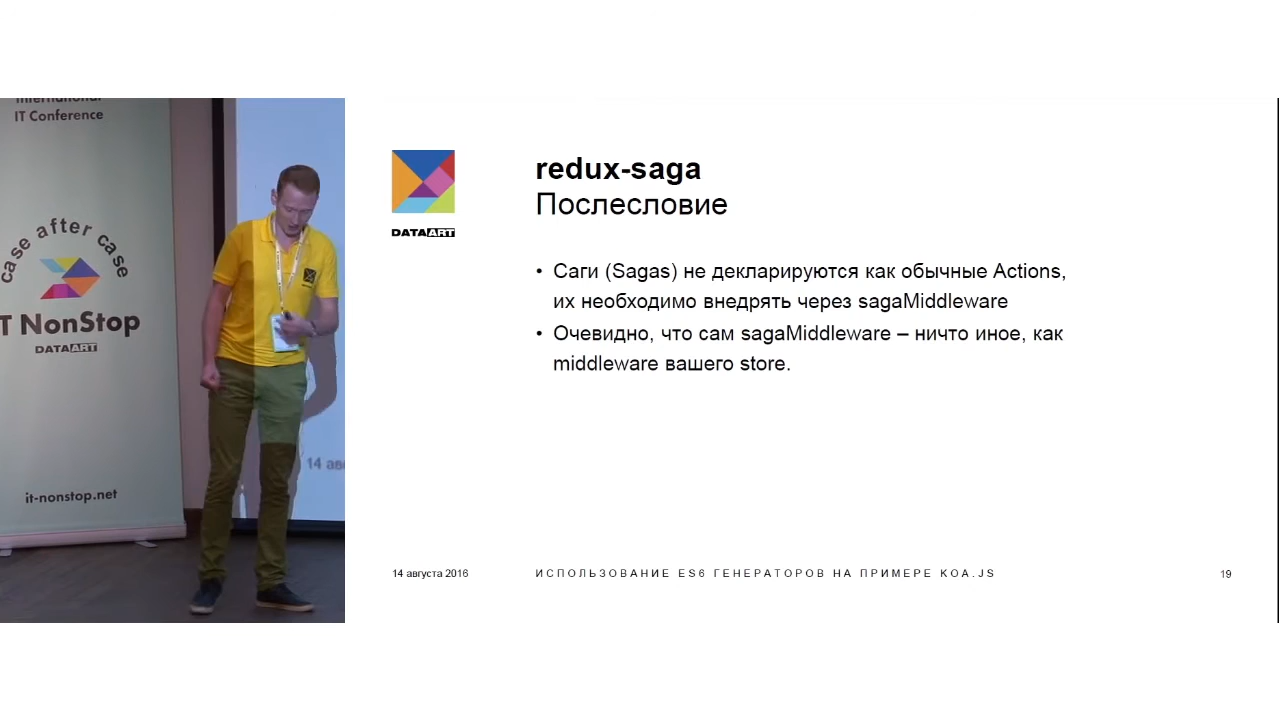 International
IT Conference
case after case
IT NonStop
DATAART
it-nonstop.net
14 авг
DATAART
redux-saga
Послесловие
• Саги (Sagas) не декларируются как обычные Actions,
их необходимо внедрять через sagaMiddleware
• Очевидно, что сам sagaMiddleware – ничто иное, как
middleware вашего store.
14 августа 2016
ИСПОЛЬЗОВАНИЕ ES6 ГЕНЕРАТОРОВ НА ПРИМЕРЕ KOA.JS
19